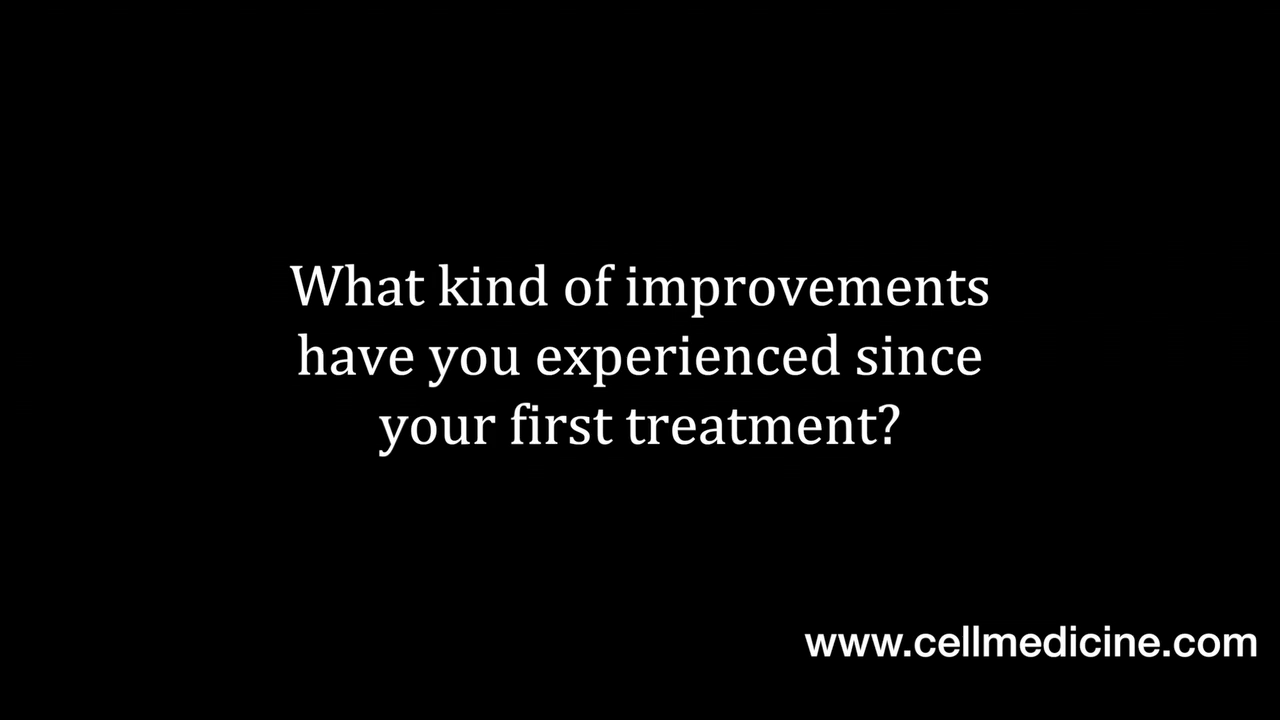 What kind of improvements
have you experienced since
your first treatment?
www.cellmedicine.com